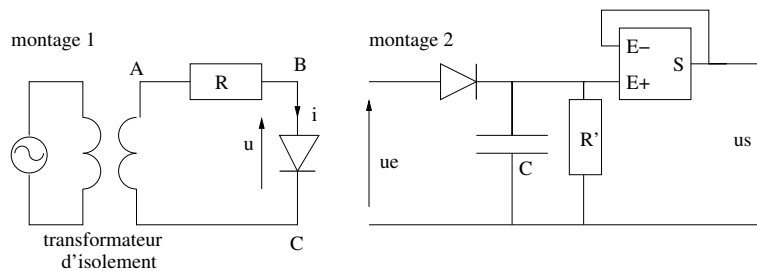 montage 1
A
R
B
i
u
C
transformateur
d'isolement
montage 2
E−
S
E+
ue
C
R'
us